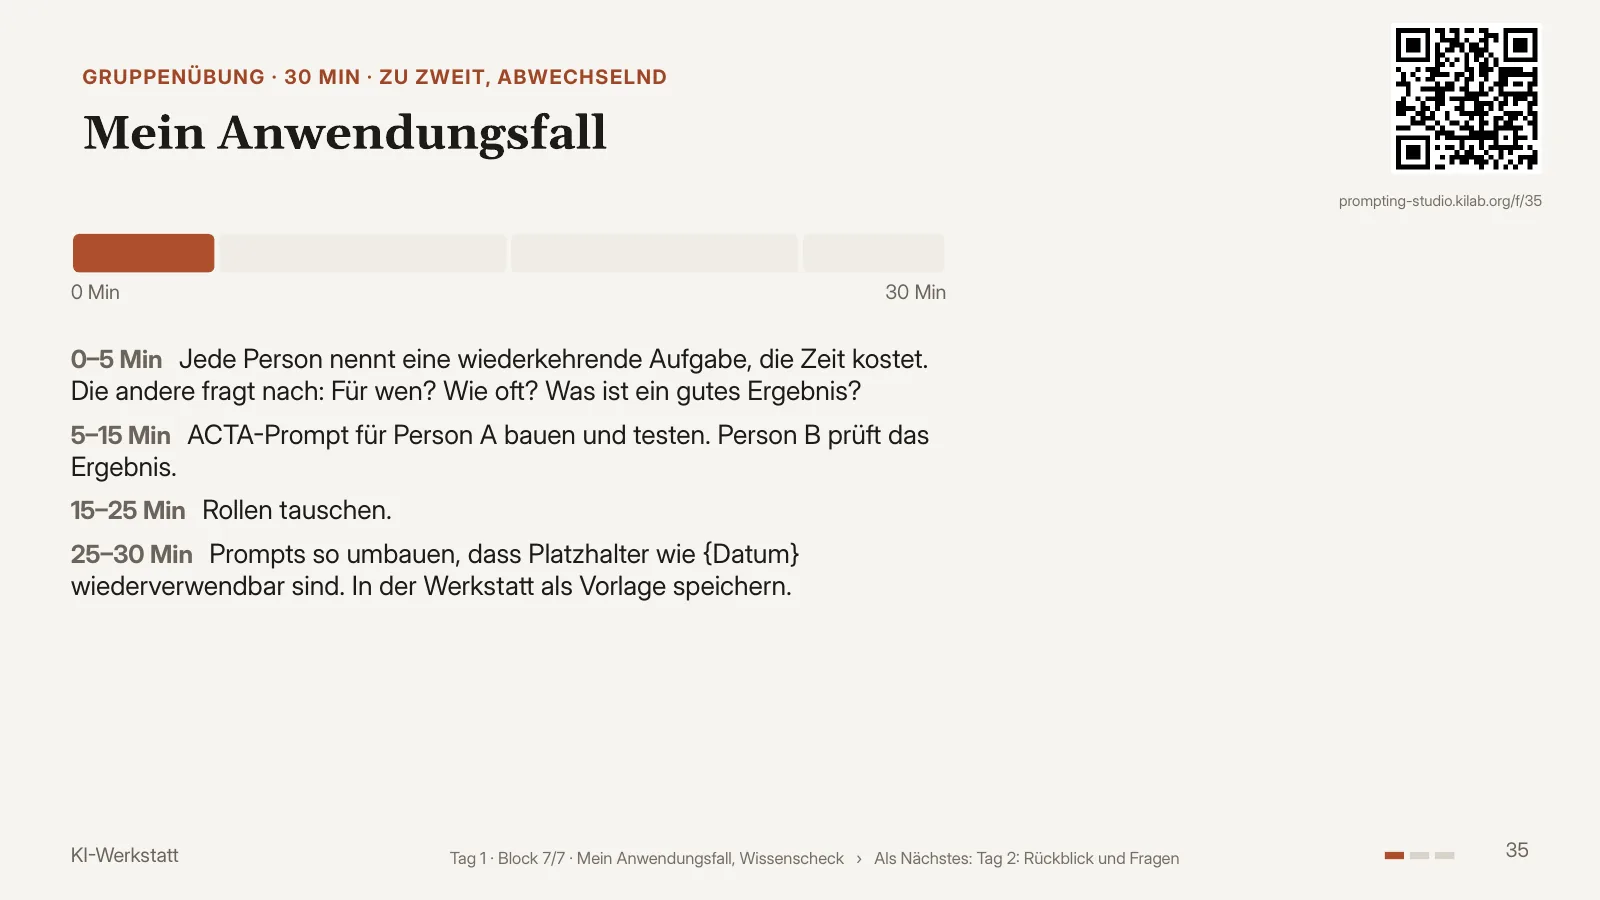 GRUPPENÜBUNG · 30 MIN · ZU ZWEIT, ABWECHSELND
Mein Anwendungsfall
prompting-studio.kilab.org/f/35
0 Min
30 Min
0–5 Min Jede Person nennt eine wiederkehrende Aufgabe, die Zeit kostet.
Die andere fragt nach: Für wen? Wie oft? Was ist ein gutes Ergebnis?
5–15 Min ACTA-Prompt für Person A bauen und testen. Person B prüft das
Ergebnis.
15–25 Min Rollen tauschen.
25–30 Min Prompts so umbauen, dass Platzhalter wie {Datum}
wiederverwendbar sind. In der Werkstatt als Vorlage speichern.
KI-Werkstatt
Tag 1 · Block 7/7 · Mein Anwendungsfall, Wissenscheck › Als Nächstes: Tag 2: Rückblick und Fragen
35